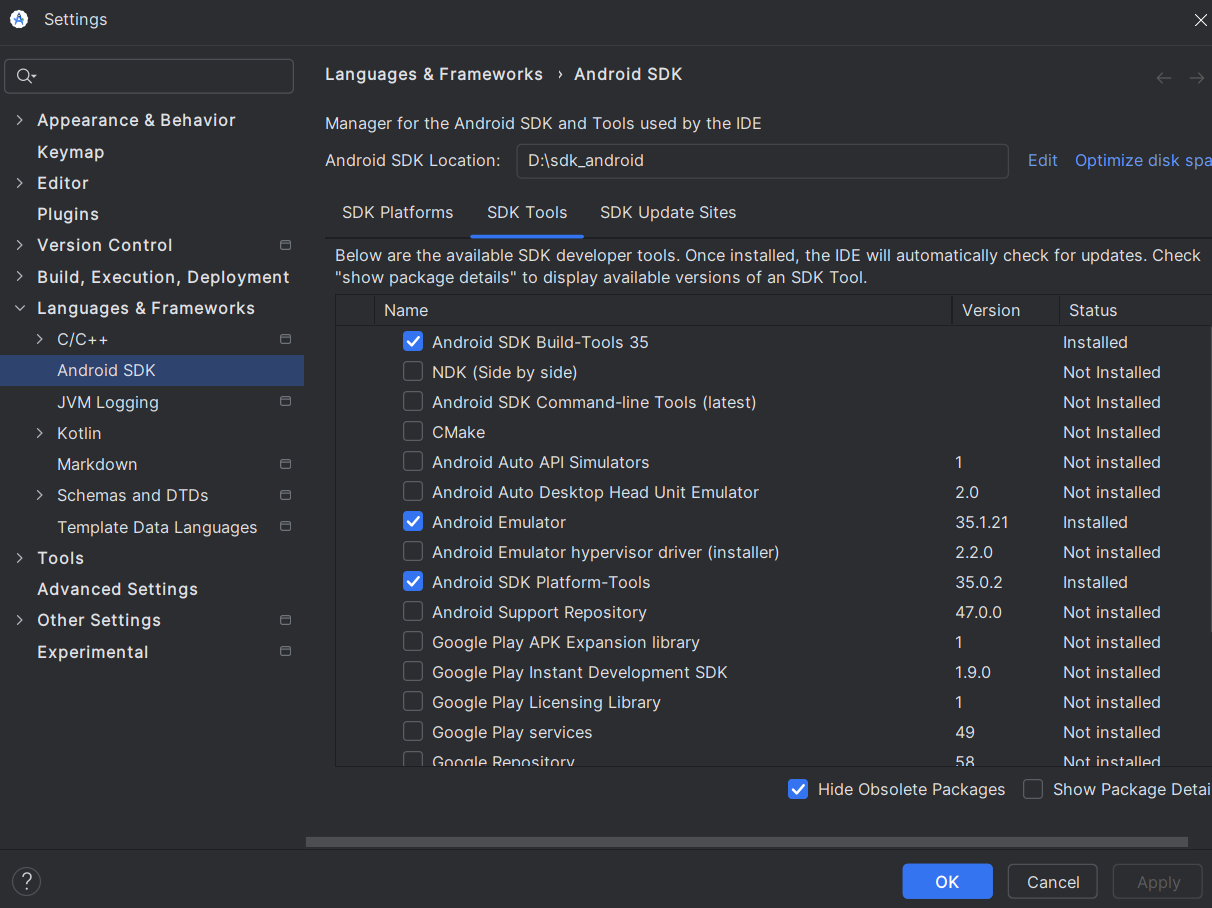 Settings
Languages & Frameworks › Android SDK
Appearance & Behavior
Keymap
Editor
Plugins
Version Control
Build, Execution, Deployment
Languages & Frameworks
C/C++
Android SDK
JVM Logging
Kotlin
Markdown
Schemas and DTDs
Template Data Languages
Tools
Advanced Settings
Other Settings
Experimental
Manager for the Android SDK and Tools used by the IDE
Android SDK Location: D:\sdk_android Edit Optimize disk spa
SDK Platforms SDK Tools SDK Update Sites
Below are the available SDK developer tools. Once installed, the IDE will automatically check for updates. Check
"show package details" to display available versions of an SDK Tool.
Name Version Status
Android SDK Build-Tools 35 Installed
NDK (Side by side) Not Installed
Android SDK Command-line Tools (latest) Not Installed
CMake Not Installed
Android Auto API Simulators 1 Not installed
Android Auto Desktop Head Unit Emulator 2.0 Not installed
Android Emulator 35.1.21 Installed
Android Emulator hypervisor driver (installer) 2.2.0 Not installed
Android SDK Platform-Tools 35.0.2 Installed
Android Support Repository 47.0.0 Not installed
Google Play APK Expansion library 1 Not installed
Google Play Instant Development SDK 1.9.0 Not installed
Google Play Licensing Library 1 Not installed
Google Play services 49 Not installed
Google Repository 58 Not installed
Hide Obsolete Packages Show Package Detai
? OK Cancel Apply